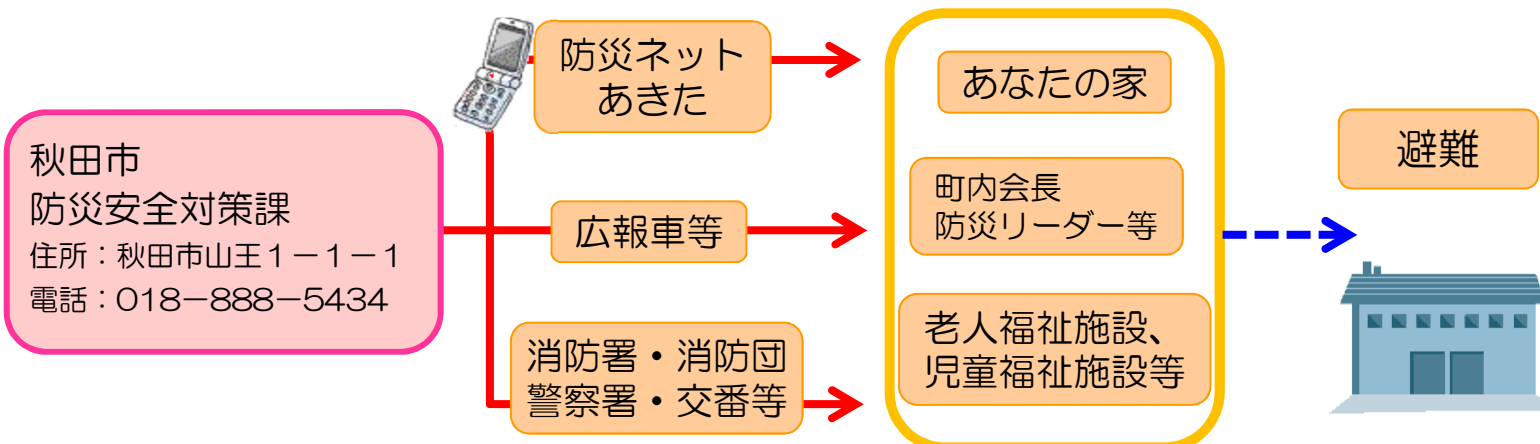 秋田市
防災安全対策課
住所：秋田市山王１－１－１
電話：018－888－5434
防災ネット
あきた
広報車等
消防署・消防団
警察署・交番等
あなたの家
町内会長
防災リーダー等
老人福祉施設、
児童福祉施設等
避難